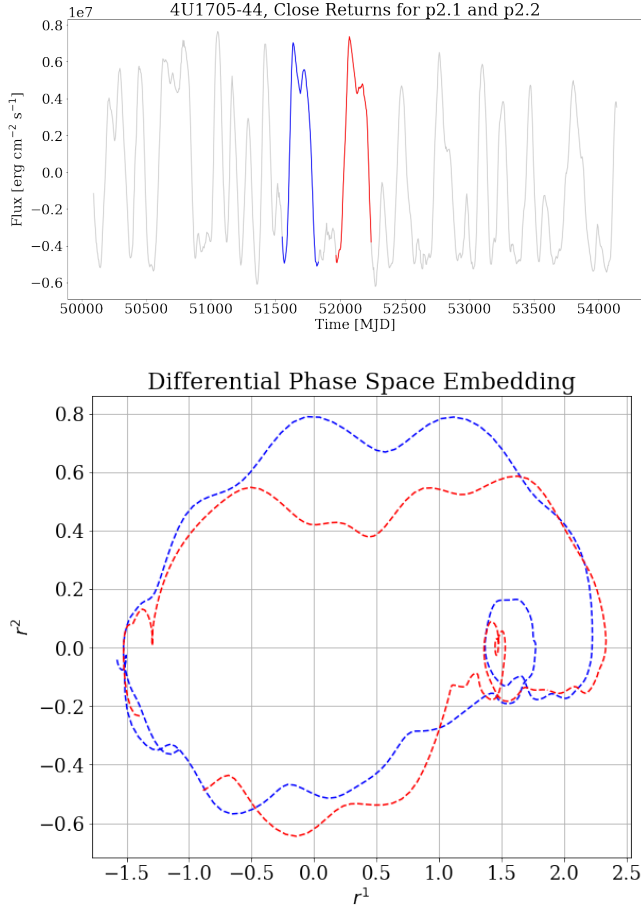 4U1705-44, Close Returns for p2.1 and p2.2
1e7
0.8
0.6
0.4
0.2
0.0
−0.2
−0.4
−0.6
Flux [erg cm⁻² s⁻¹]
50000 50500 51000 51500 52000 52500 53000 53500 54000
Time [MJD]
Differential Phase Space Embedding
0.8
0.6
0.4
0.2
0.0
−0.2
−0.4
−0.6
r²
−1.5 −1.0 −0.5 0.0 0.5 1.0 1.5 2.0 2.5
r¹